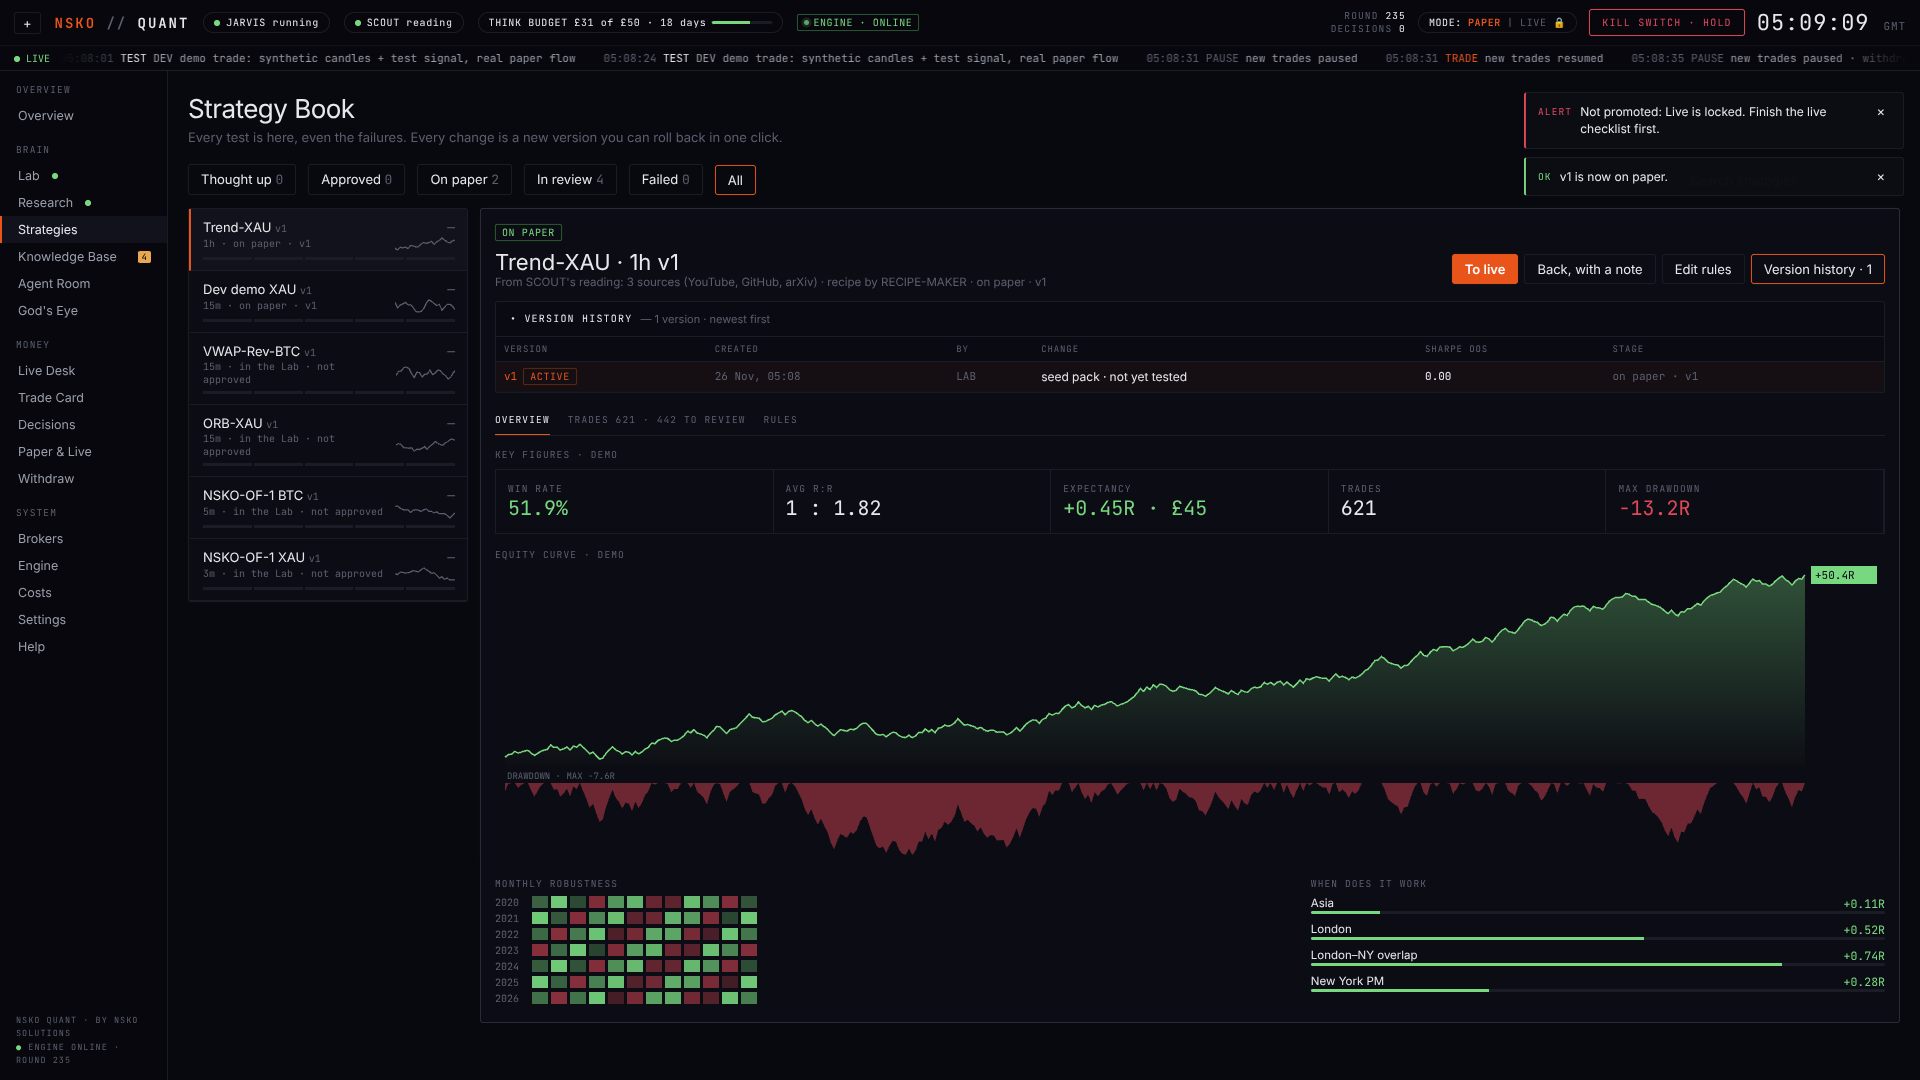 + NSKO // QUANT JARVIS running SCOUT reading THINK BUDGET £31 of £50 · 18 days ENGINE · ONLINE ROUND 235 DECISIONS 0 MODE: PAPER | LIVE 🔒 KILL SWITCH · HOLD 05:09:09 GMT
LIVE :08:01 TEST DEV demo trade: synthetic candles + test signal, real paper flow 05:08:24 TEST DEV demo trade: synthetic candles + test signal, real paper flow 05:08:31 PAUSE new trades paused 05:08:31 TRADE new trades resumed 05:08:35 PAUSE new trades paused · withd
OVERVIEW
Overview
BRAIN
Lab
Research
Strategies
Knowledge Base 4
Agent Room
God's Eye
MONEY
Live Desk
Trade Card
Decisions
Paper & Live
Withdraw
SYSTEM
Brokers
Engine
Costs
Settings
Help
NSKO QUANT · BY NSKO
SOLUTIONS
ENGINE ONLINE ·
ROUND 235
Strategy Book
Every test is here, even the failures. Every change is a new version you can roll back in one click.
ALERT Not promoted: Live is locked. Finish the live
checklist first. ×
OK v1 is now on paper. ×
Thought up 0 Approved 0 On paper 2 In review 4 Failed 0 All
Trend-XAU v1 —
1h · on paper · v1
Dev demo XAU v1 —
15m · on paper · v1
VWAP-Rev-BTC v1 —
15m · in the Lab · not
approved
ORB-XAU v1 —
15m · in the Lab · not
approved
NSKO-OF-1 BTC v1 —
5m · in the Lab · not approved
NSKO-OF-1 XAU v1 —
3m · in the Lab · not approved
ON PAPER
Trend-XAU · 1h v1
From SCOUT's reading: 3 sources (YouTube, GitHub, arXiv) · recipe by RECIPE-MAKER · on paper · v1
To live Back, with a note Edit rules Version history · 1
• VERSION HISTORY — 1 version · newest first
VERSION CREATED BY CHANGE SHARPE OOS STAGE
v1 ACTIVE 26 Nov, 05:08 LAB seed pack · not yet tested 0.00 on paper · v1
OVERVIEW TRADES 621 · 442 TO REVIEW RULES
KEY FIGURES · DEMO
WIN RATE AVG R:R EXPECTANCY TRADES MAX DRAWDOWN
51.9% 1 : 1.82 +0.45R · £45 621 -13.2R
EQUITY CURVE · DEMO
+50.4R
DRAWDOWN · MAX -7.6R
MONTHLY ROBUSTNESS
2020
2021
2022
2023
2024
2025
2026
WHEN DOES IT WORK
Asia +0.11R
London +0.52R
London–NY overlap +0.74R
New York PM +0.28R